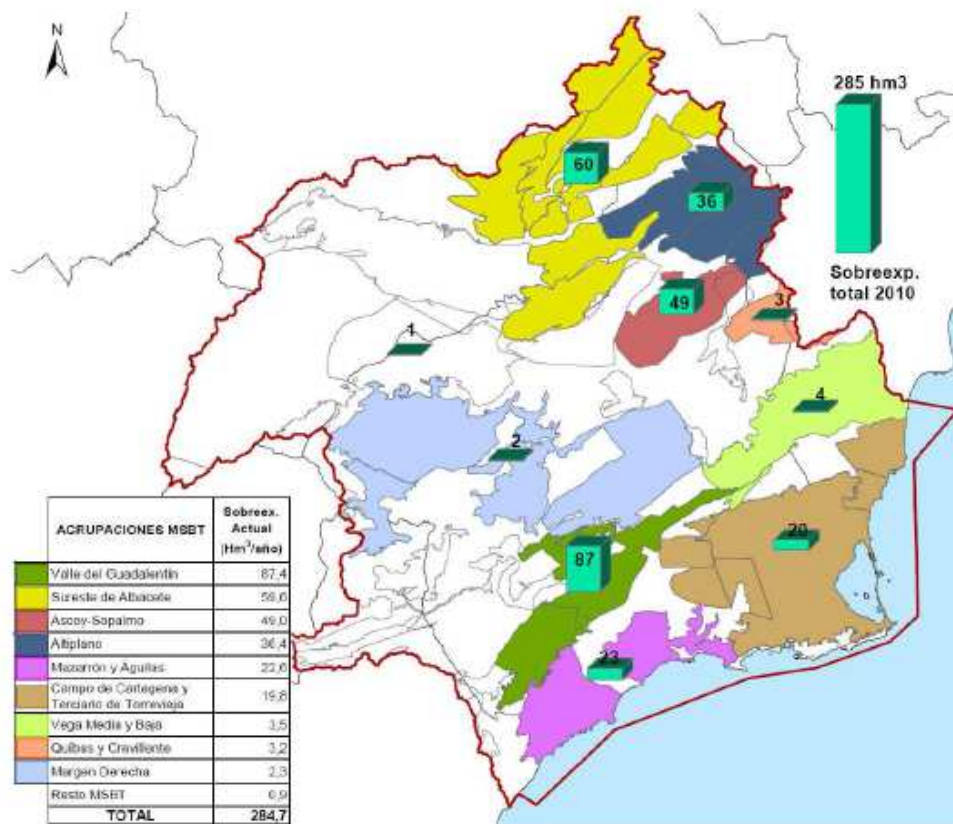 N
285 hm3
60
36
Sobreexp.
total 2010
49
3
1
4
2
20
87
23
AGRUPACIONES MSBT
Sobreex.
Actual
(Hm³/año)
Valle del Guadalentín 87,4
Sureste de Albacete 59,6
Ascoy-Sopalmo 49,0
Altiplano 36,4
Mazarrón y Águilas 22,6
Campo de Cartagena y
Terciario de Torrevieja 19,8
Vega Media y Baja 3,5
Quibas y Crevillente 3,2
Margen Derecha 2,3
Resto MSBT 0,9
TOTAL 284,7